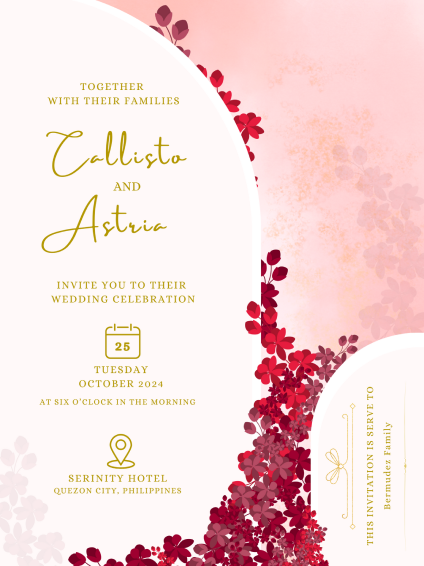 TOGETHER
WITH THEIR FAMILIES
Callisto
AND
Astria
INVITE YOU TO THEIR
WEDDING CELEBRATION
25
TUESDAY
OCTOBER 2024
AT SIX O'CLOCK IN THE MORNING
SERINITY HOTEL
QUEZON CITY, PHILIPPINES
THIS INVITATION IS SERVE TO
Bermudez Family